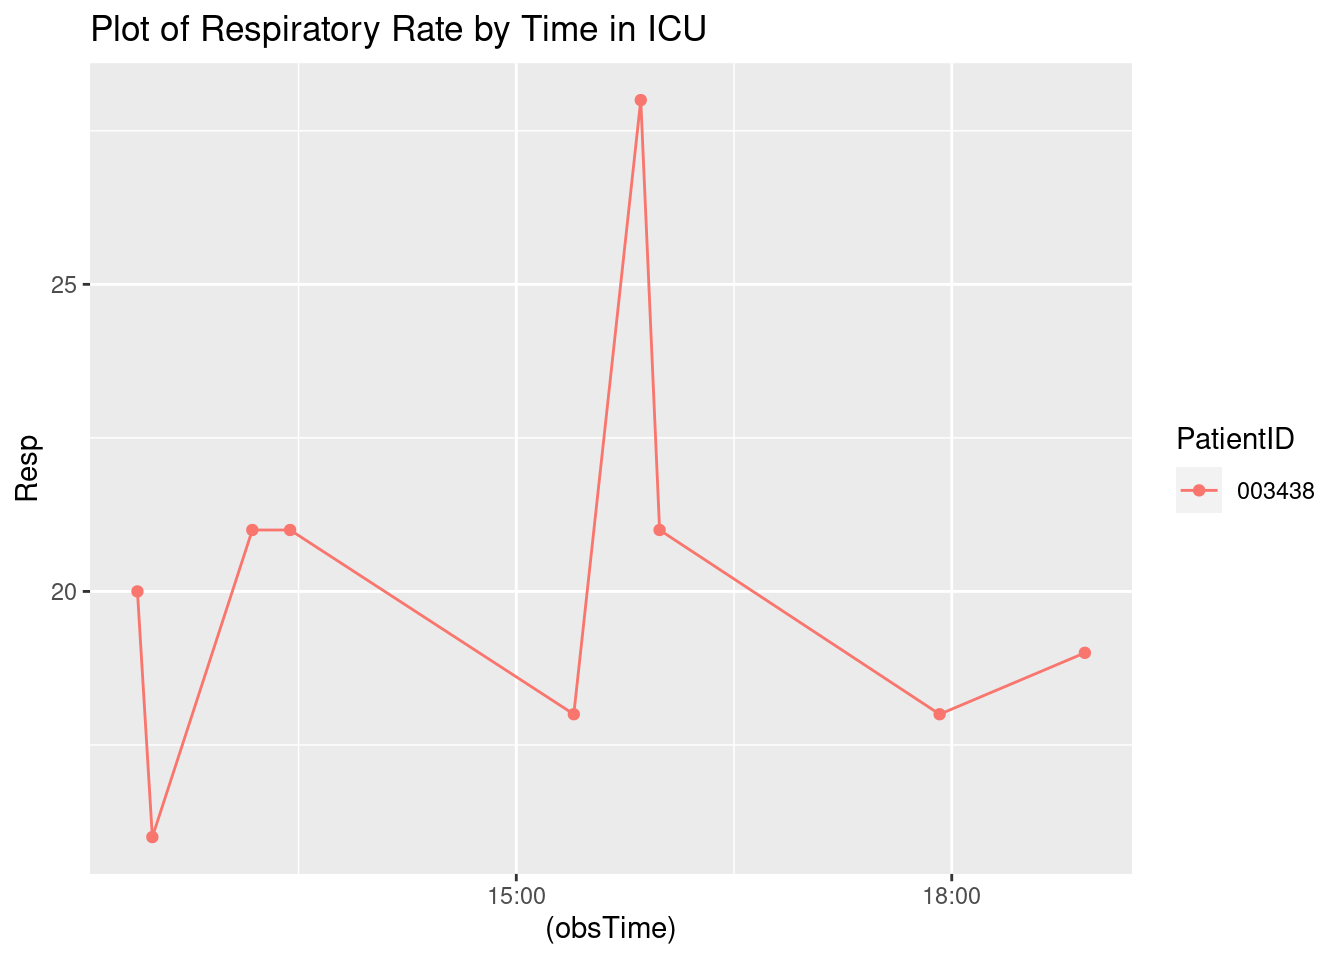 Plot of Respiratory Rate by Time in ICU
25
20
Resp
15:00
18:00
(obsTime)
PatientID
003438